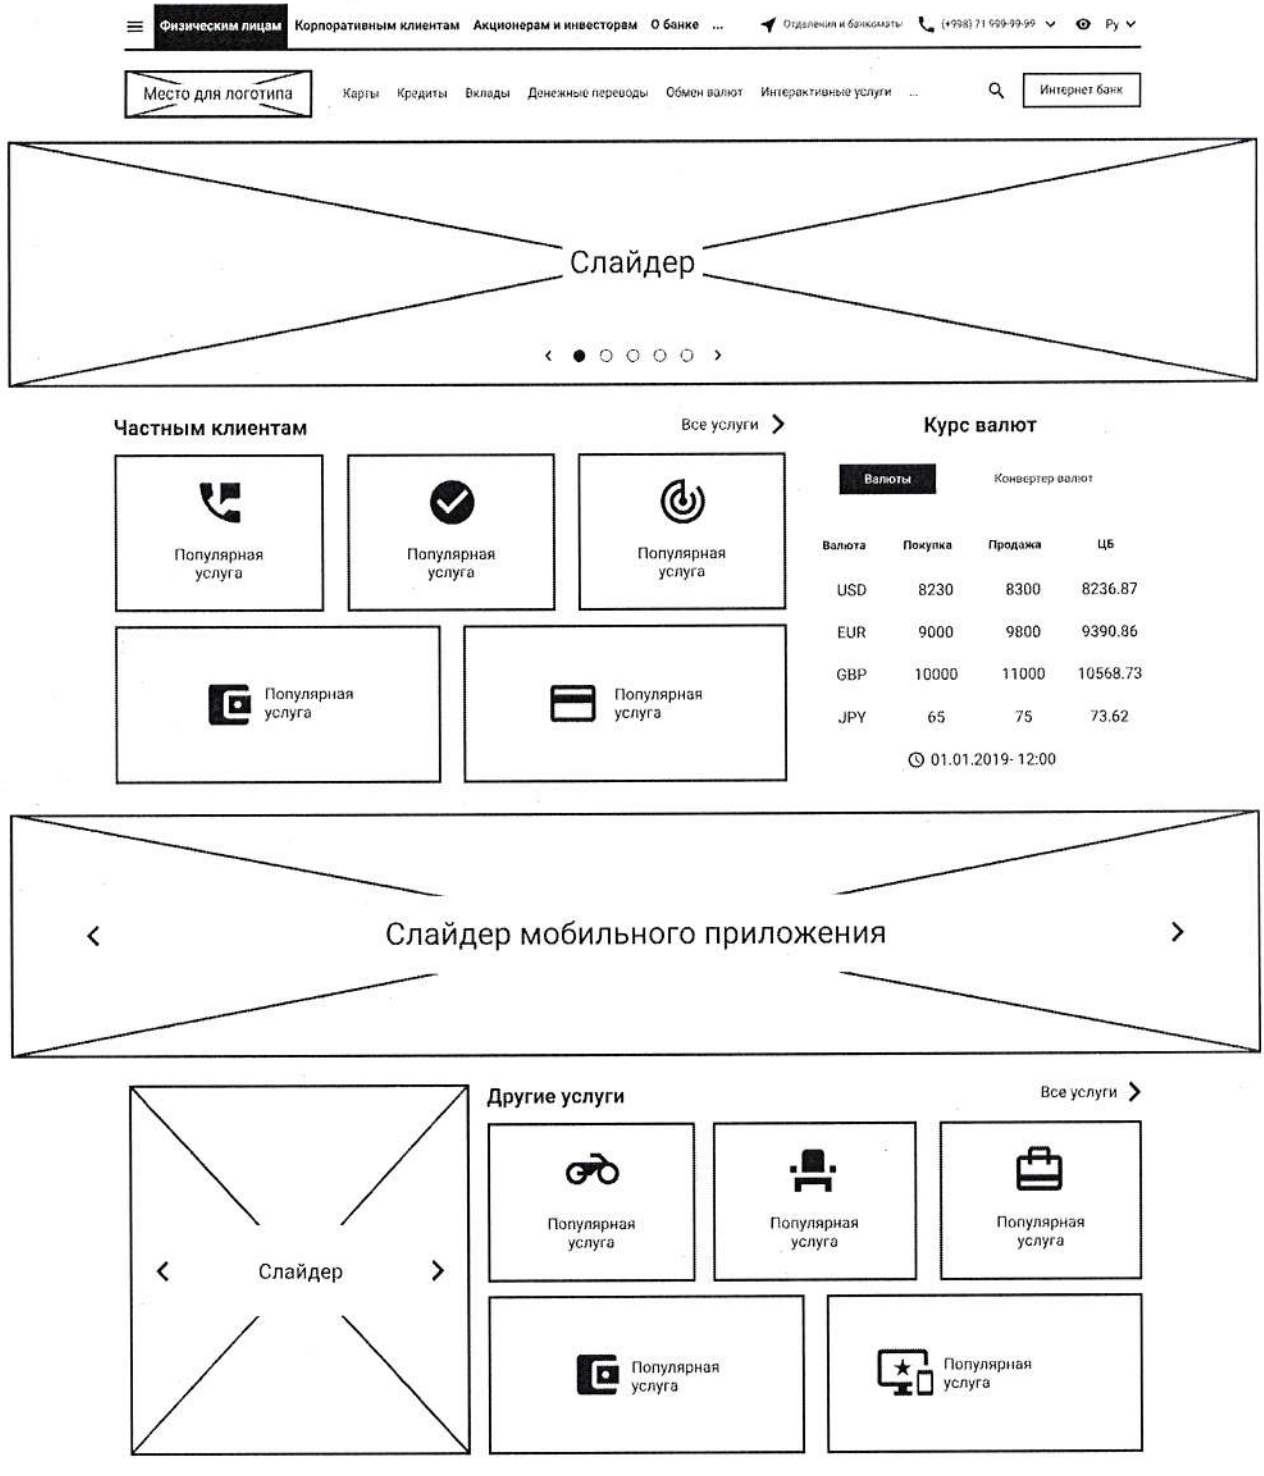 Физическим лицам Корпоративным клиентам Акционерам и инвесторам О банке ... Отделения и банкоматы (+998) 71 999-99-99 Ру
Место для логотипа Карты Кредиты Вклады Денежные переводы Обмен валют Интерактивные услуги ... Интернет банк
Слайдер
Частным клиентам Все услуги
Популярная
услуга
Популярная
услуга
Популярная
услуга
Популярная
услуга
Популярная
услуга
Курс валют
Валюты Конвертер валют
Валюта Покупка Продажа ЦБ
USD 8230 8300 8236.87
EUR 9000 9800 9390.86
GBP 10000 11000 10568.73
JPY 65 75 73.62
01.01.2019- 12:00
Слайдер мобильного приложения
Слайдер
Другие услуги Все услуги
Популярная
услуга
Популярная
услуга
Популярная
услуга
Популярная
услуга
Популярная
услуга